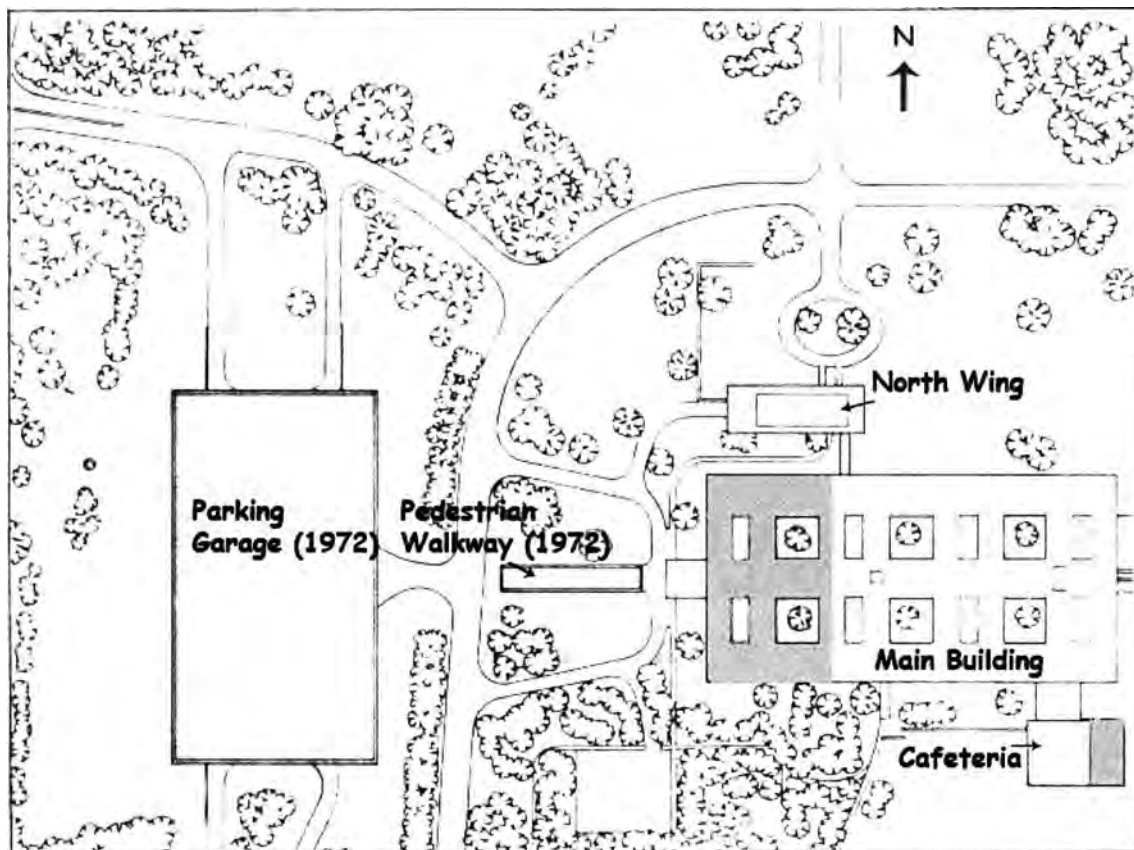 N
North Wing
Parking
Garage (1972)
Pedestrian
Walkway (1972)
Main Building
Cafeteria